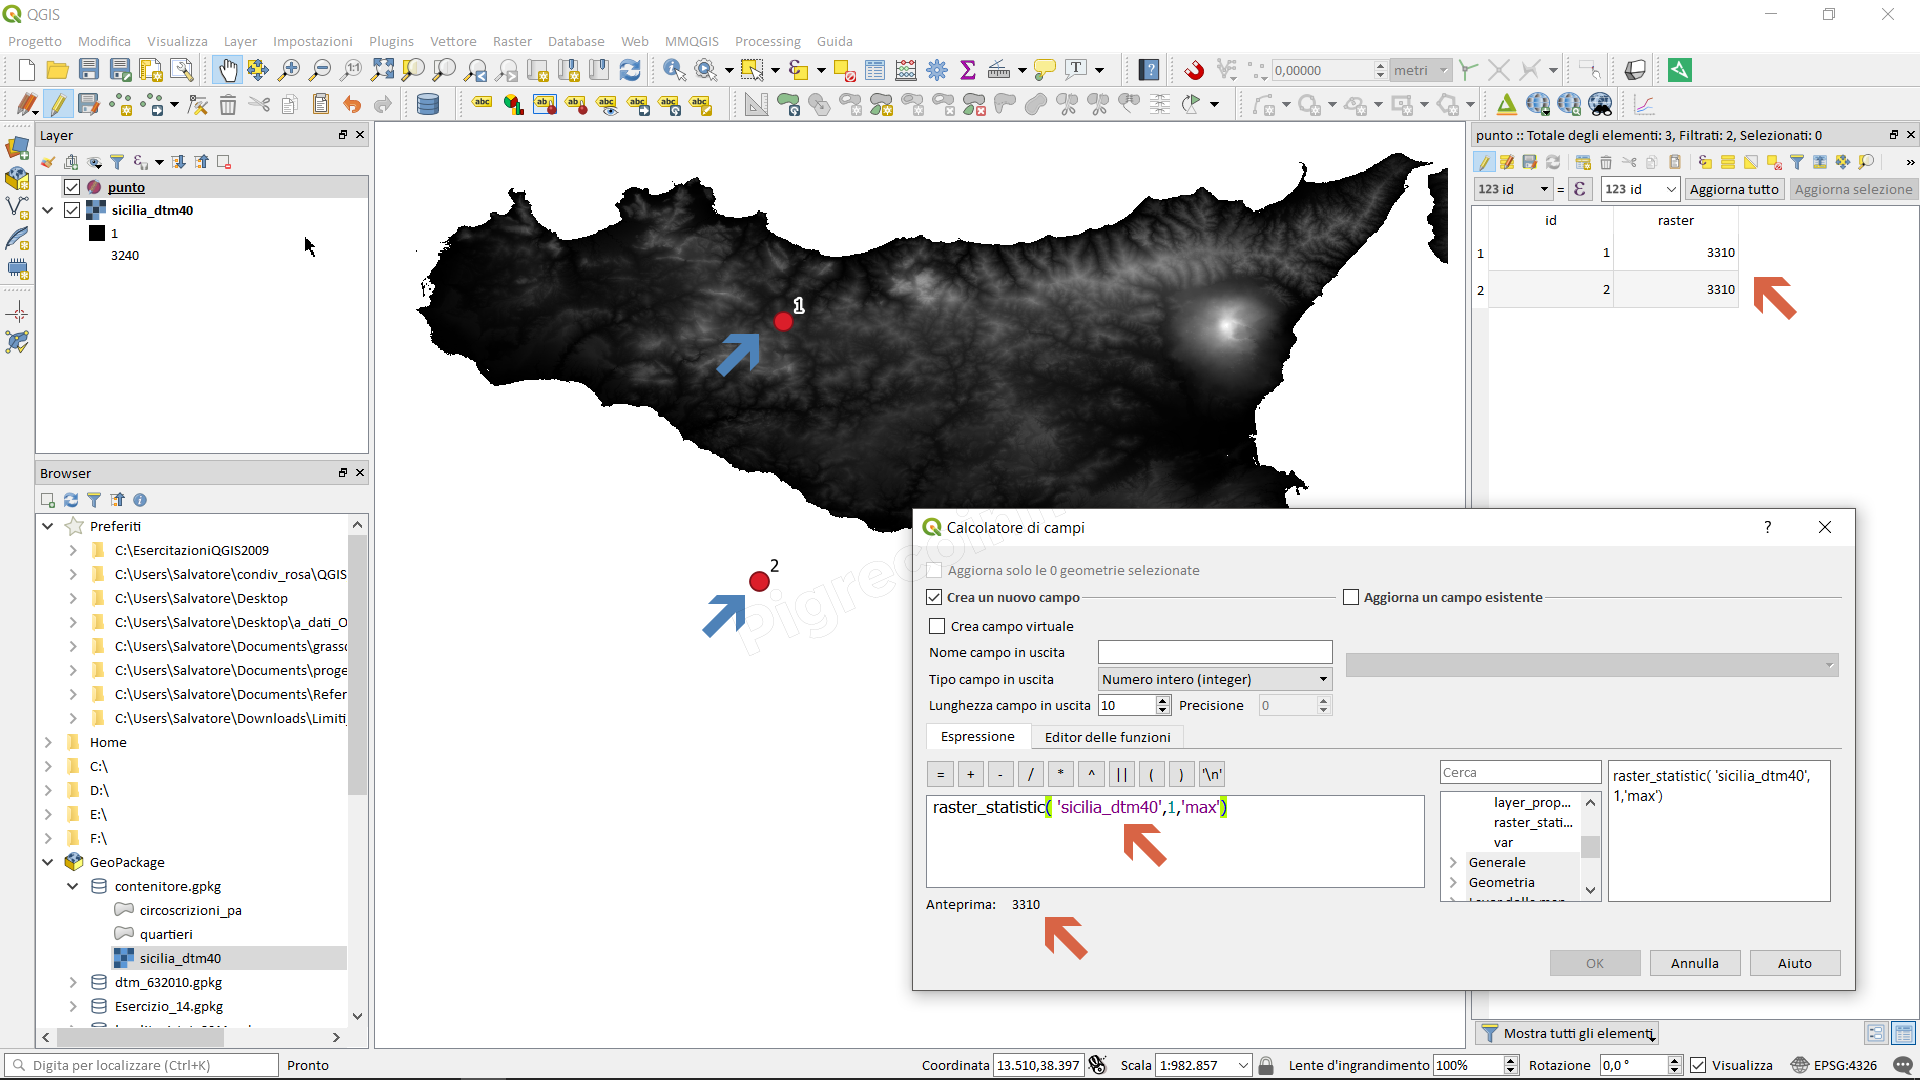 QGIS
Progetto Modifica Visualizza Layer Impostazioni Plugins Vettore Raster Database Web MMQGIS Processing Guida
0,00000 metri
Layer
punto
sicilia_dtm40
1
3240
Browser
Preferiti
C:\EsercitazioniQGIS2009
C:\Users\Salvatore\condiv_rosa\QGIS
C:\Users\Salvatore\Desktop
C:\Users\Salvatore\Desktop\a_dati_O
C:\Users\Salvatore\Documents\grass
C:\Users\Salvatore\Documents\proge
C:\Users\Salvatore\Documents\Refer
C:\Users\Salvatore\Downloads\Limiti_
Home
C:\
D:\
E:\
F:\
GeoPackage
contenitore.gpkg
circoscrizioni_pa
quartieri
sicilia_dtm40
dtm_632010.gpkg
Esercizio_14.gpkg
1
2
punto :: Totale degli elementi: 3, Filtrati: 2, Selezionati: 0
123 id = ε 123 id Aggiorna tutto Aggiorna selezione
id raster
1 1 3310
2 2 3310
Calcolatore di campi ?
Aggiorna solo le 0 geometrie selezionate
Crea un nuovo campo Aggiorna un campo esistente
Crea campo virtuale
Nome campo in uscita
Tipo campo in uscita Numero intero (integer)
Lunghezza campo in uscita 10 Precisione 0
Espressione Editor delle funzioni
= + - / * ^ || ( ) '\n'
raster_statistic( 'sicilia_dtm40',1,'max')
Anteprima: 3310
Cerca
layer_prop...
raster_stati...
var
Generale
Geometria
raster_statistic( 'sicilia_dtm40',
1,'max')
OK Annulla Aiuto
Mostra tutti gli elementi
Digita per localizzare (Ctrl+K) Pronto Coordinata 13.510,38.397 Scala 1:982.857 Lente d'ingrandimento 100% Rotazione 0,0 ° Visualizza EPSG:4326